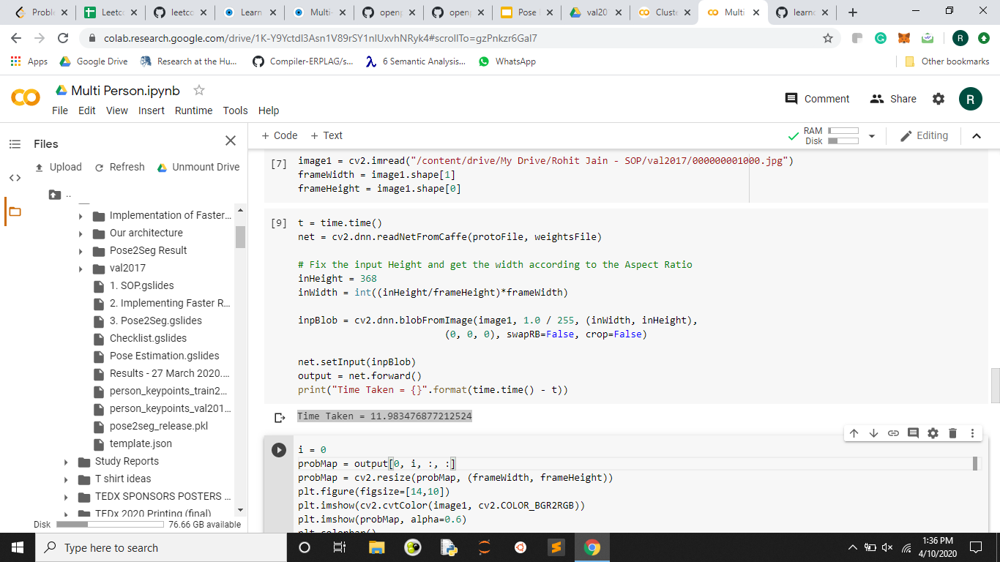 Proble
Leetco
leetco
Learn
Multi-
openp
openp
Pose
val20
Cluste
Multi
learno
colab.research.google.com/drive/1K-Y9Yctdl3Asn1V89rSY1nlUxvhNRyk4#scrollTo=gzPnkzr6Gal7
R
Apps
Google Drive
Research at the Hu...
Compiler-ERPLAG/s...
6 Semantic Analysis...
WhatsApp
Other bookmarks
Multi Person.ipynb
File Edit View Insert Runtime Tools Help
Comment
Share
R
Files
+ Code + Text
RAM
Disk
Editing
Upload
Refresh
Unmount Drive
..
Implementation of Faster...
Our architecture
Pose2Seg Result
val2017
1. SOP.gslides
2. Implementing Faster R...
3. Pose2Seg.gslides
Checklist.gslides
Pose Estimation.gslides
Results - 27 March 2020....
person_keypoints_train2...
person_keypoints_val201...
pose2seg_release.pkl
template.json
Study Reports
T shirt ideas
TEDX SPONSORS POSTERS ...
TEDx 2020 Printing (final)
Disk
76.66 GB available
[7] image1 = cv2.imread("/content/drive/My Drive/Rohit Jain - SOP/val2017/000000001000.jpg")
frameWidth = image1.shape[1]
frameHeight = image1.shape[0]
[9] t = time.time()
net = cv2.dnn.readNetFromCaffe(protoFile, weightsFile)
# Fix the input Height and get the width according to the Aspect Ratio
inHeight = 368
inWidth = int((inHeight/frameHeight)*frameWidth)
inpBlob = cv2.dnn.blobFromImage(image1, 1.0 / 255, (inWidth, inHeight),
(0, 0, 0), swapRB=False, crop=False)
net.setInput(inpBlob)
output = net.forward()
print("Time Taken = {}".format(time.time() - t))
Time Taken = 11.983476877212524
i = 0
probMap = output[0, i, :, :]
probMap = cv2.resize(probMap, (frameWidth, frameHeight))
plt.figure(figsize=[14,10])
plt.imshow(cv2.cvtColor(image1, cv2.COLOR_BGR2RGB))
plt.imshow(probMap, alpha=0.6)
plt.colorbar()
Type here to search
1:36 PM
4/10/2020